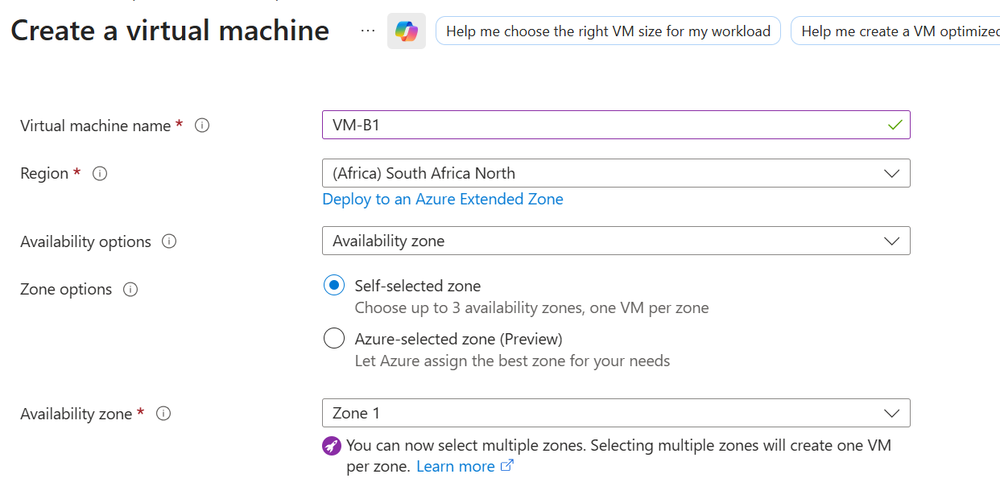 Create a virtual machine ... Help me choose the right VM size for my workload Help me create a VM optimized
Virtual machine name * VM-B1
Region * (Africa) South Africa North
Deploy to an Azure Extended Zone
Availability options Availability zone
Zone options Self-selected zone
Choose up to 3 availability zones, one VM per zone
Azure-selected zone (Preview)
Let Azure assign the best zone for your needs
Availability zone * Zone 1
You can now select multiple zones. Selecting multiple zones will create one VM
per zone. Learn more